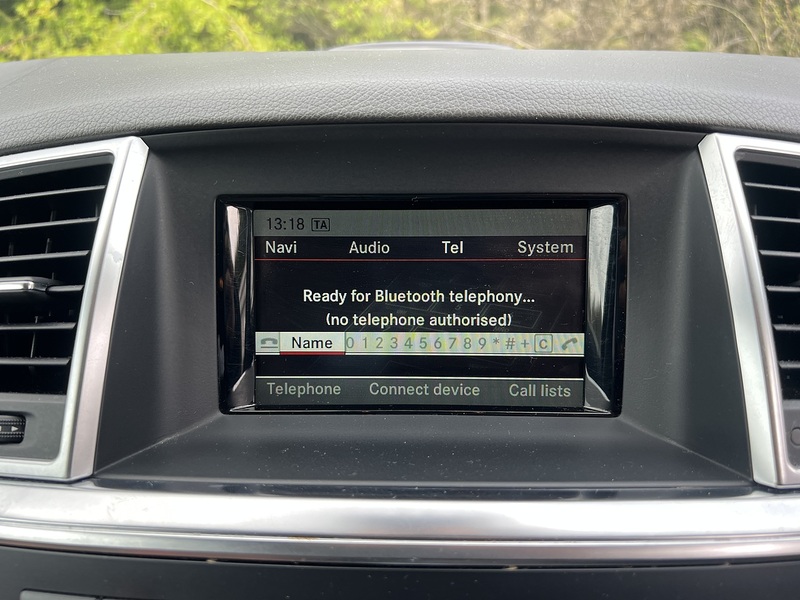 13:18 TA
Navi Audio Tel System
Ready for Bluetooth telephony...
(no telephone authorised)
Name 0 1 2 3 4 5 6 7 8 9 * # + C
Telephone Connect device Call lists